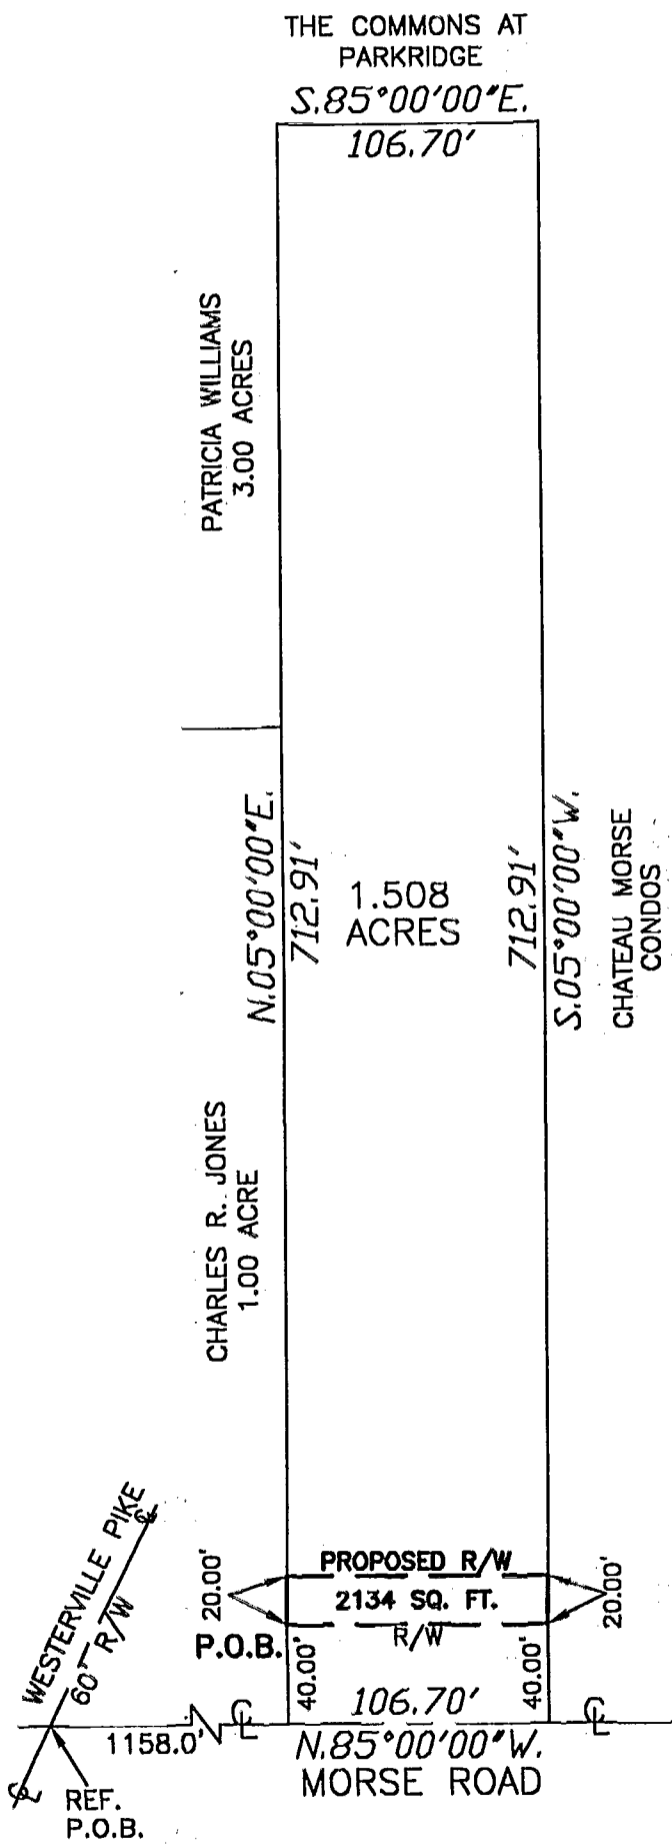 THE COMMONS AT
PARKRIDGE
S.85°00'00"E.
106.70'
PATRICIA WILLIAMS
3.00 ACRES
N.05°00'00"E.
712.91'
1.508
ACRES
712.91'
S.05°00'00"W.
CHATEAU MORSE
CONDOS
CHARLES R. JONES
1.00 ACRE
WESTERVILLE PIKE
60' R/W
℄
20.00'
PROPOSED R/W
2134 SQ. FT.
R/W
20.00'
P.O.B.
40.00'
106.70'
40.00'
℄
℄
1158.0'
N.85°00'00"W.
MORSE ROAD
℄
REF.
P.O.B.